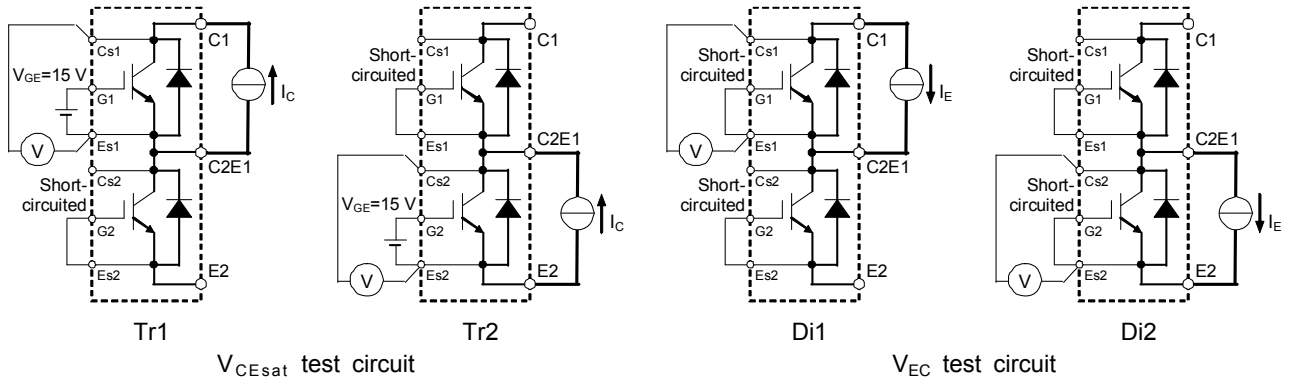 C1
Cs1
VGE=15 V
G1
IC
V
Es1
C2E1
Cs2
Short-
circuited
G2
Es2
E2
Tr1
C1
Cs1
Short-
circuited
G1
Es1
C2E1
Cs2
VGE=15 V
G2
IC
V
Es2
E2
Tr2
VCEsat test circuit
C1
Cs1
Short-
circuited
G1
IE
V
Es1
C2E1
Cs2
Short-
circuited
G2
Es2
E2
Di1
C1
Cs1
Short-
circuited
G1
Es1
C2E1
Cs2
Short-
circuited
G2
IE
V
Es2
E2
Di2
VEC test circuit